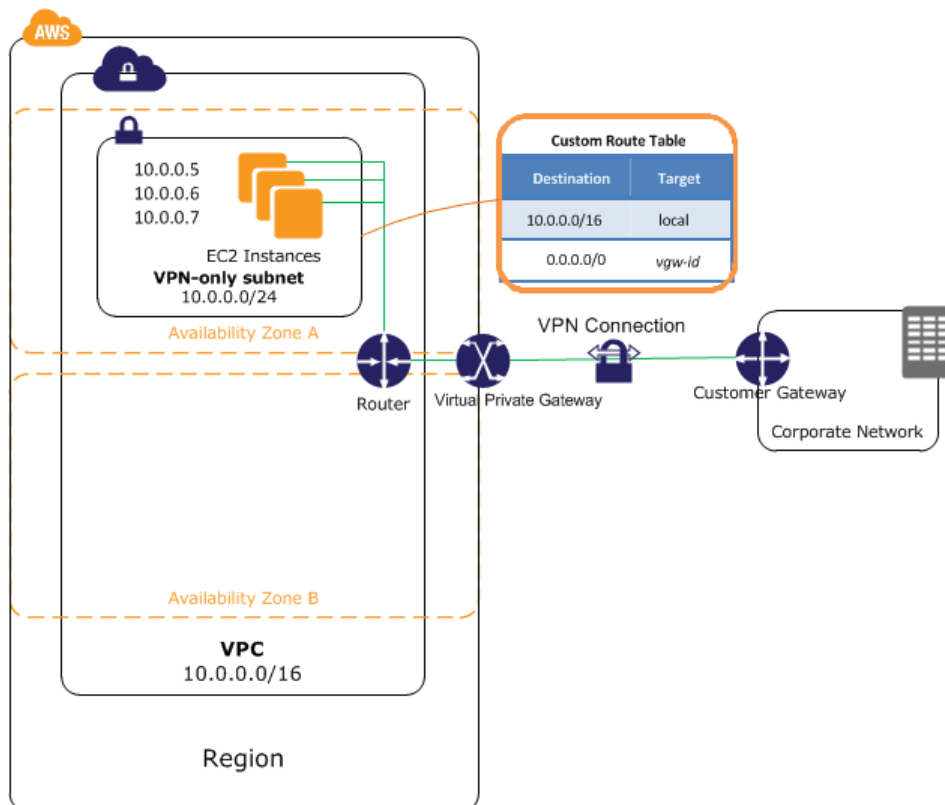 AWS
10.0.0.5
10.0.0.6
10.0.0.7
EC2 Instances
VPN-only subnet
10.0.0.0/24
Availability Zone A
Custom Route Table
Destination Target
10.0.0.0/16 local
0.0.0.0/0 vgw-id
VPN Connection
Router
Virtual Private Gateway
Customer Gateway
Corporate Network
Availability Zone B
VPC
10.0.0.0/16
Region